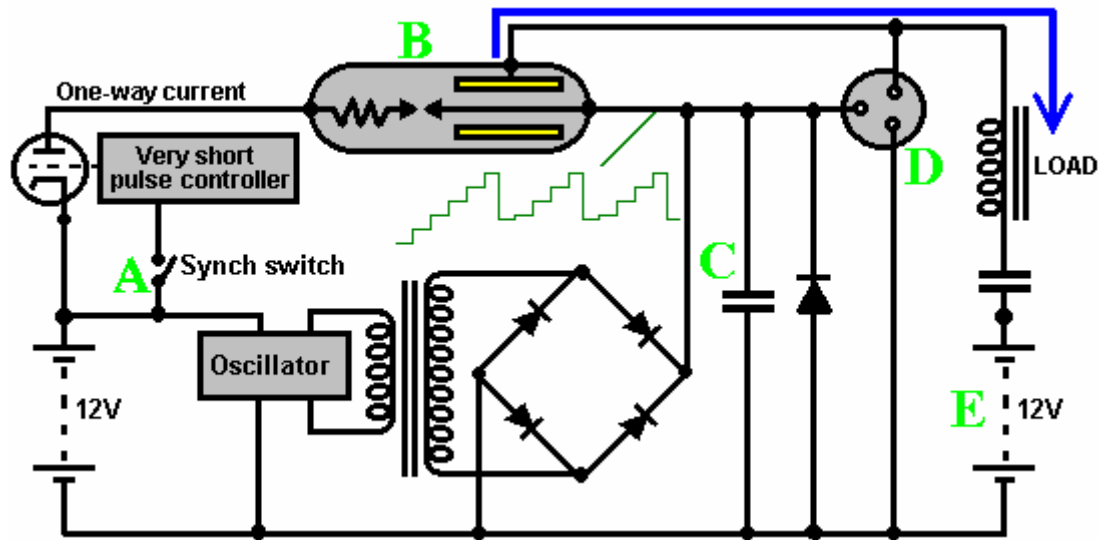 B
One-way current
Very short
pulse controller
D
LOAD
A
Synch switch
C
Oscillator
12V
E
12V